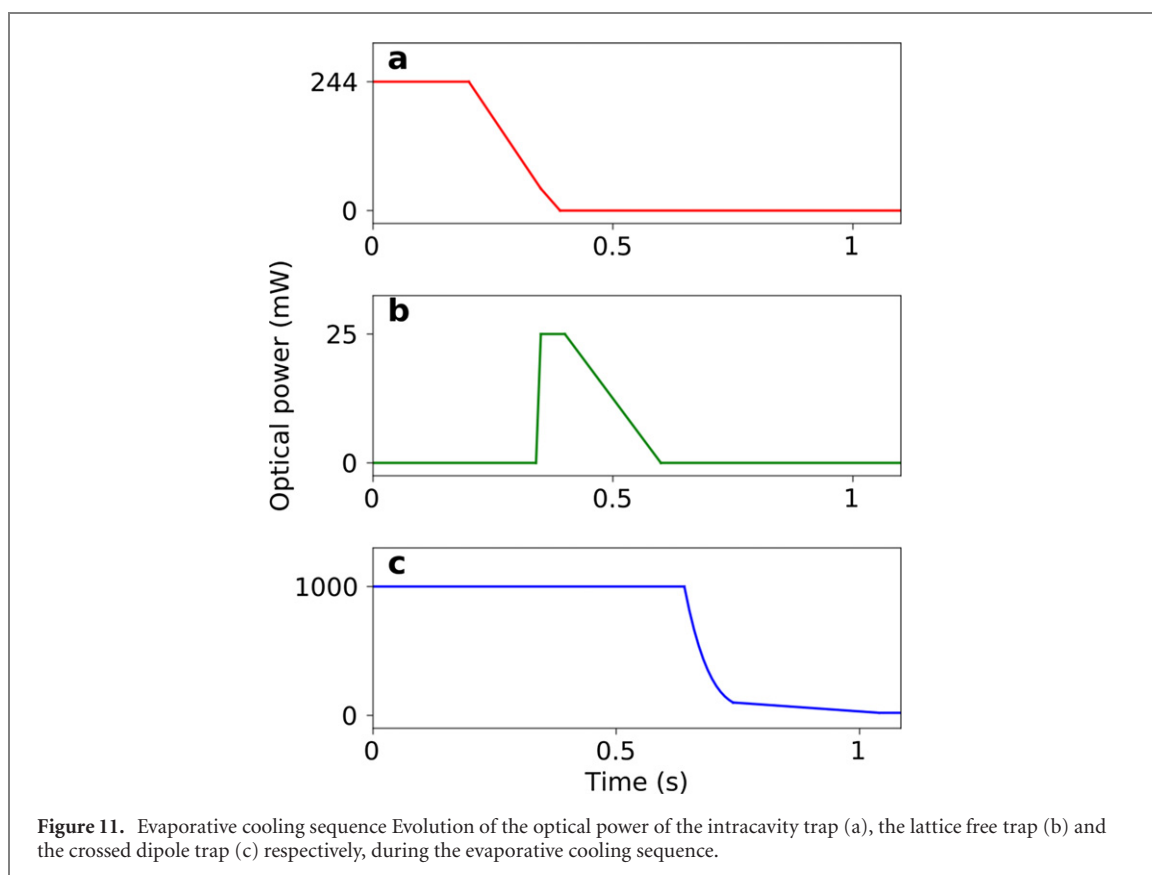 a
244
0
0 0.5 1
b
25
0
0 0.5 1
c
1000
0
0 0.5 1
Optical power (mW)
Time (s)
Figure 11. Evaporative cooling sequence Evolution of the optical power of the intracavity trap (a), the lattice free trap (b) and
the crossed dipole trap (c) respectively, during the evaporative cooling sequence.